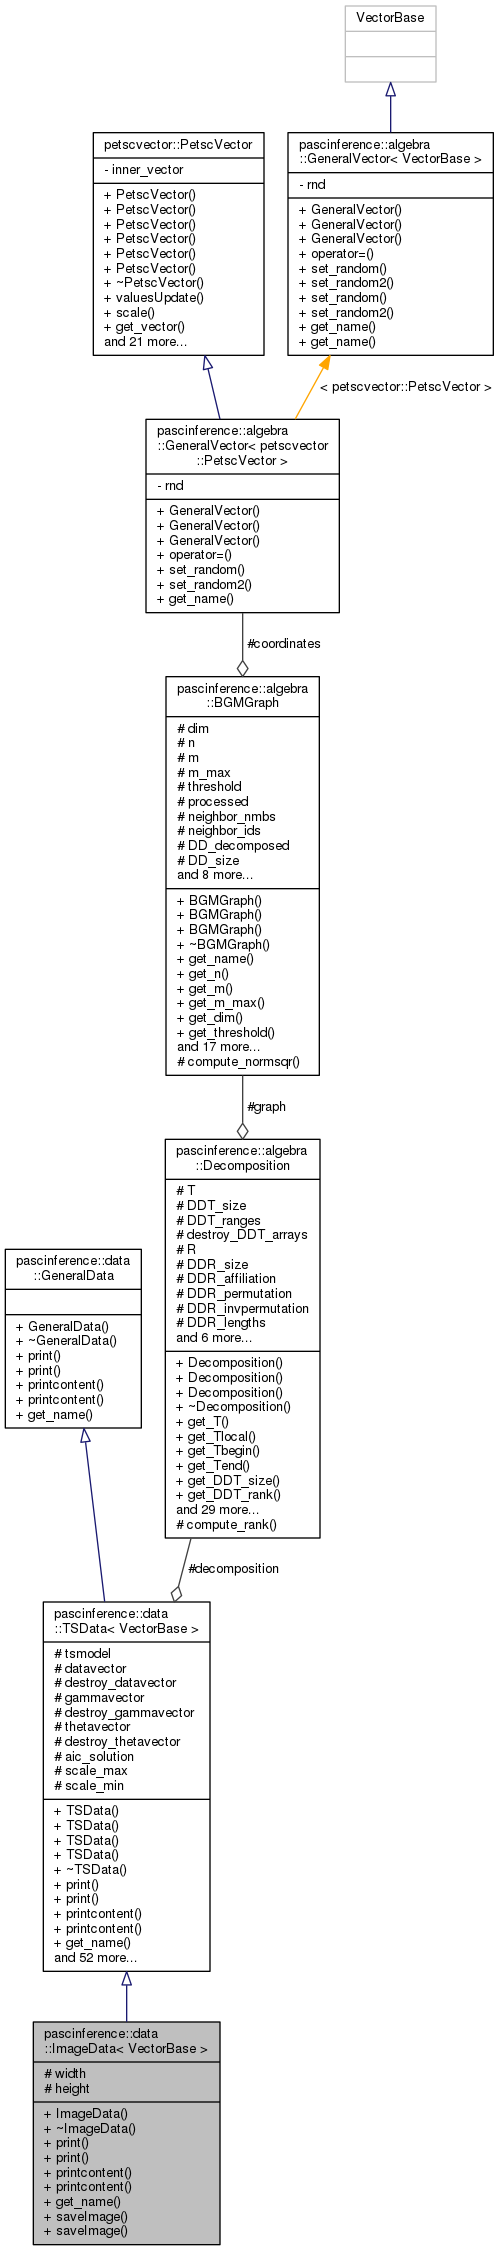 VectorBase
petscvector::PetscVector
- inner_vector
+ PetscVector()
+ PetscVector()
+ PetscVector()
+ PetscVector()
+ PetscVector()
+ PetscVector()
+ ~PetscVector()
+ valuesUpdate()
+ scale()
+ get_vector()
and 21 more...
pascinference::algebra
::GeneralVector< VectorBase >
- rnd
+ GeneralVector()
+ GeneralVector()
+ GeneralVector()
+ operator=()
+ set_random()
+ set_random2()
+ set_random()
+ set_random2()
+ get_name()
+ get_name()
< petscvector::PetscVector >
pascinference::algebra
::GeneralVector< petscvector
::PetscVector >
- rnd
+ GeneralVector()
+ GeneralVector()
+ GeneralVector()
+ operator=()
+ set_random()
+ set_random2()
+ get_name()
#coordinates
pascinference::algebra
::BGMGraph
# dim
# n
# m
# m_max
# threshold
# processed
# neighbor_nmbs
# neighbor_ids
# DD_decomposed
# DD_size
and 8 more...
+ BGMGraph()
+ BGMGraph()
+ BGMGraph()
+ ~BGMGraph()
+ get_name()
+ get_n()
+ get_m()
+ get_m_max()
+ get_dim()
+ get_threshold()
and 17 more...
# compute_normsqr()
#graph
pascinference::algebra
::Decomposition
# T
# DDT_size
# DDT_ranges
# destroy_DDT_arrays
# R
# DDR_size
# DDR_affiliation
# DDR_permutation
# DDR_invpermutation
# DDR_lengths
and 6 more...
+ Decomposition()
+ Decomposition()
+ Decomposition()
+ ~Decomposition()
+ get_T()
+ get_Tlocal()
+ get_Tbegin()
+ get_Tend()
+ get_DDT_size()
+ get_DDT_rank()
and 29 more...
# compute_rank()
pascinference::data
::GeneralData
+ GeneralData()
+ ~GeneralData()
+ print()
+ print()
+ printcontent()
+ printcontent()
+ get_name()
#decomposition
pascinference::data
::TSData< VectorBase >
# tsmodel
# datavector
# destroy_datavector
# gammavector
# destroy_gammavector
# thetavector
# destroy_thetavector
# aic_solution
# scale_max
# scale_min
+ TSData()
+ TSData()
+ TSData()
+ TSData()
+ ~TSData()
+ print()
+ print()
+ printcontent()
+ printcontent()
+ get_name()
and 52 more...
pascinference::data
::ImageData< VectorBase >
# width
# height
+ ImageData()
+ ~ImageData()
+ print()
+ print()
+ printcontent()
+ printcontent()
+ get_name()
+ saveImage()
+ saveImage()